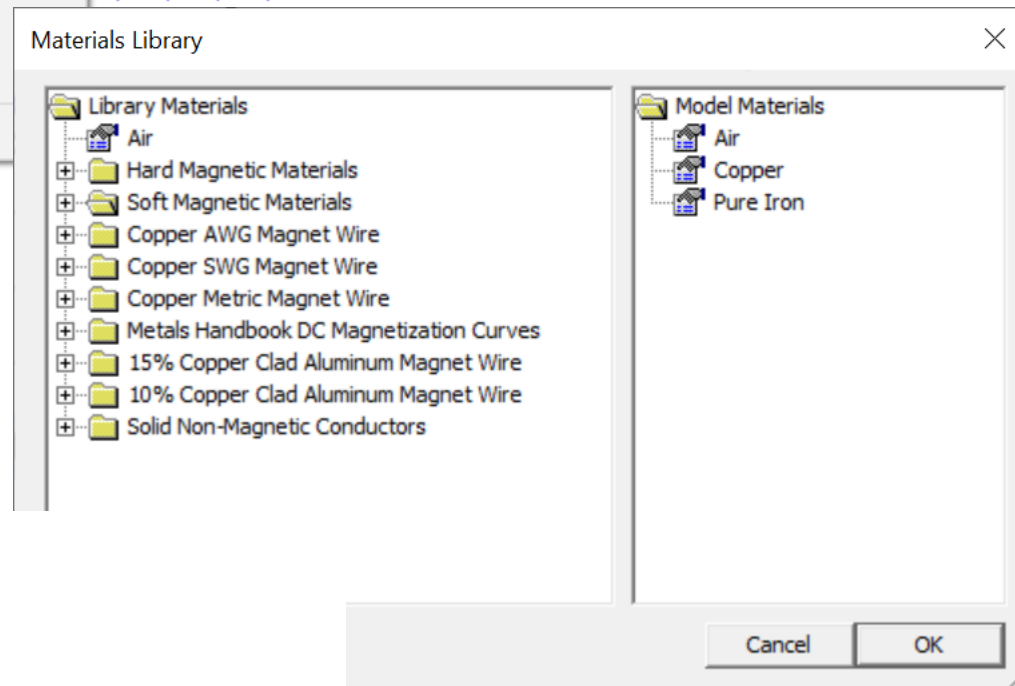 Materials Library
Library Materials
Air
Hard Magnetic Materials
Soft Magnetic Materials
Copper AWG Magnet Wire
Copper SWG Magnet Wire
Copper Metric Magnet Wire
Metals Handbook DC Magnetization Curves
15% Copper Clad Aluminum Magnet Wire
10% Copper Clad Aluminum Magnet Wire
Solid Non-Magnetic Conductors
Model Materials
Air
Copper
Pure Iron
Cancel
OK